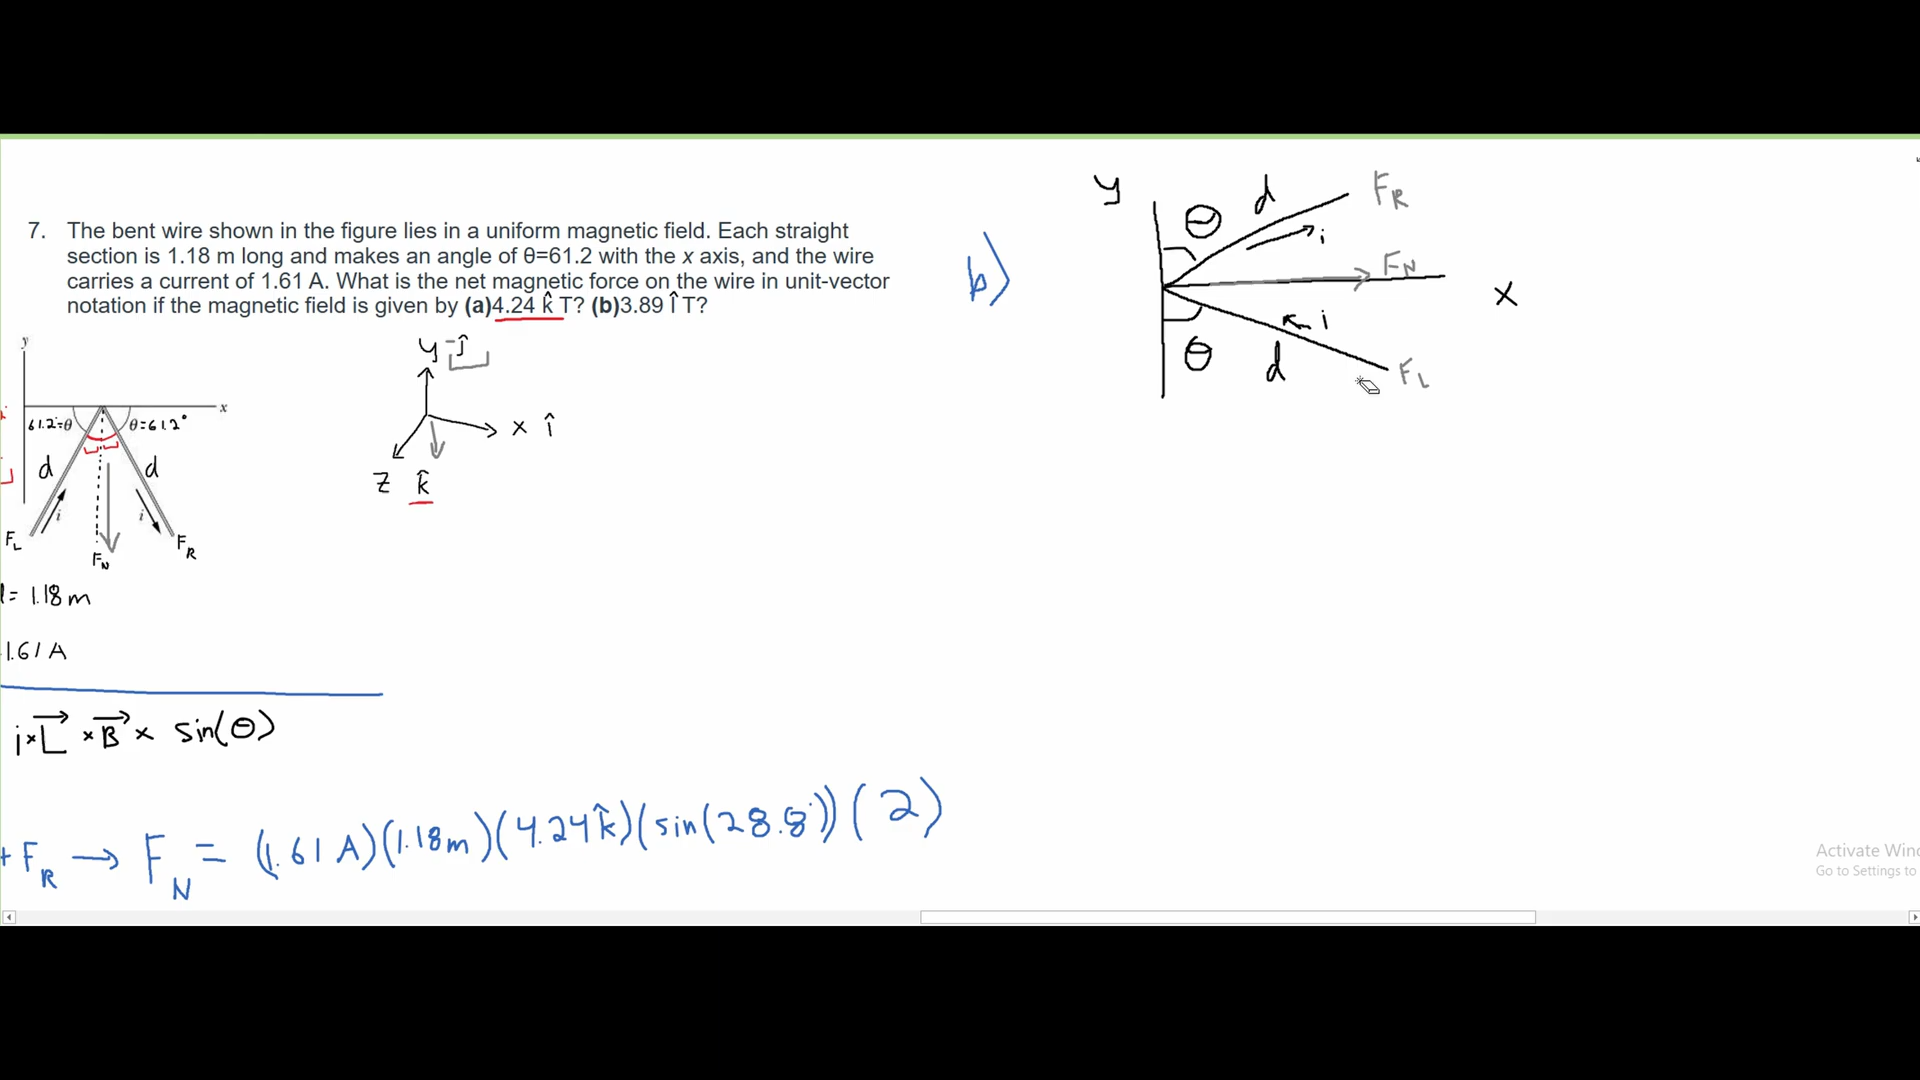 7. The bent wire shown in the figure lies in a uniform magnetic field. Each straight
section is 1.18 m long and makes an angle of θ=61.2 with the x axis, and the wire
carries a current of 1.61 A. What is the net magnetic force on the wire in unit-vector
notation if the magnetic field is given by (a)4.24 k̂ T? (b)3.89 î T?
y
x
61.2°=θ
θ=61.2°
d
d
i
i
F_L
F_N
F_R
y -ĵ
x î
z k̂
= 1.18 m
1.61 A
i × L⃗ × B⃗ × sin(θ)
+ F_R → F_N = (1.61 A)(1.18m)(4.24 k̂)(sin(28.8°))(2)
b)
y
θ
d
F_R
i
F_N
x
i
θ
d
F_L
Activate Wind
Go to Settings to